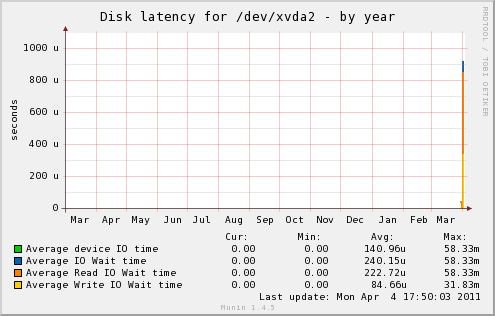 Disk latency for /dev/xvda2 - by year
RRDTOOL / TOBI OETIKER
seconds
1000 u
800 u
600 u
400 u
200 u
0
Mar Apr May Jun Jul Aug Sep Oct Nov Dec Jan Feb Mar
Cur: Min: Avg: Max:
Average device IO time 0.00 0.00 140.96u 58.33m
Average IO Wait time 0.00 0.00 240.15u 58.33m
Average Read IO Wait time 0.00 0.00 222.72u 58.33m
Average Write IO Wait time 0.00 0.00 84.66u 31.83m
Last update: Mon Apr 4 17:50:03 2011
Munin 1.4.5